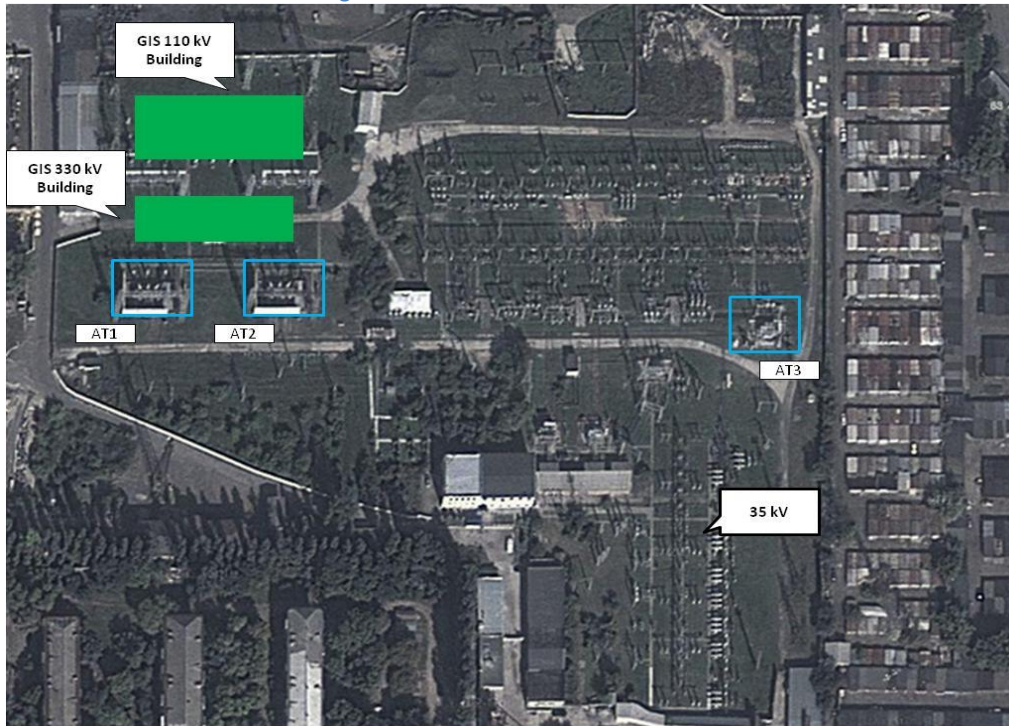 GIS 110 kV
Building
GIS 330 kV
Building
AT1
AT2
AT3
35 kV